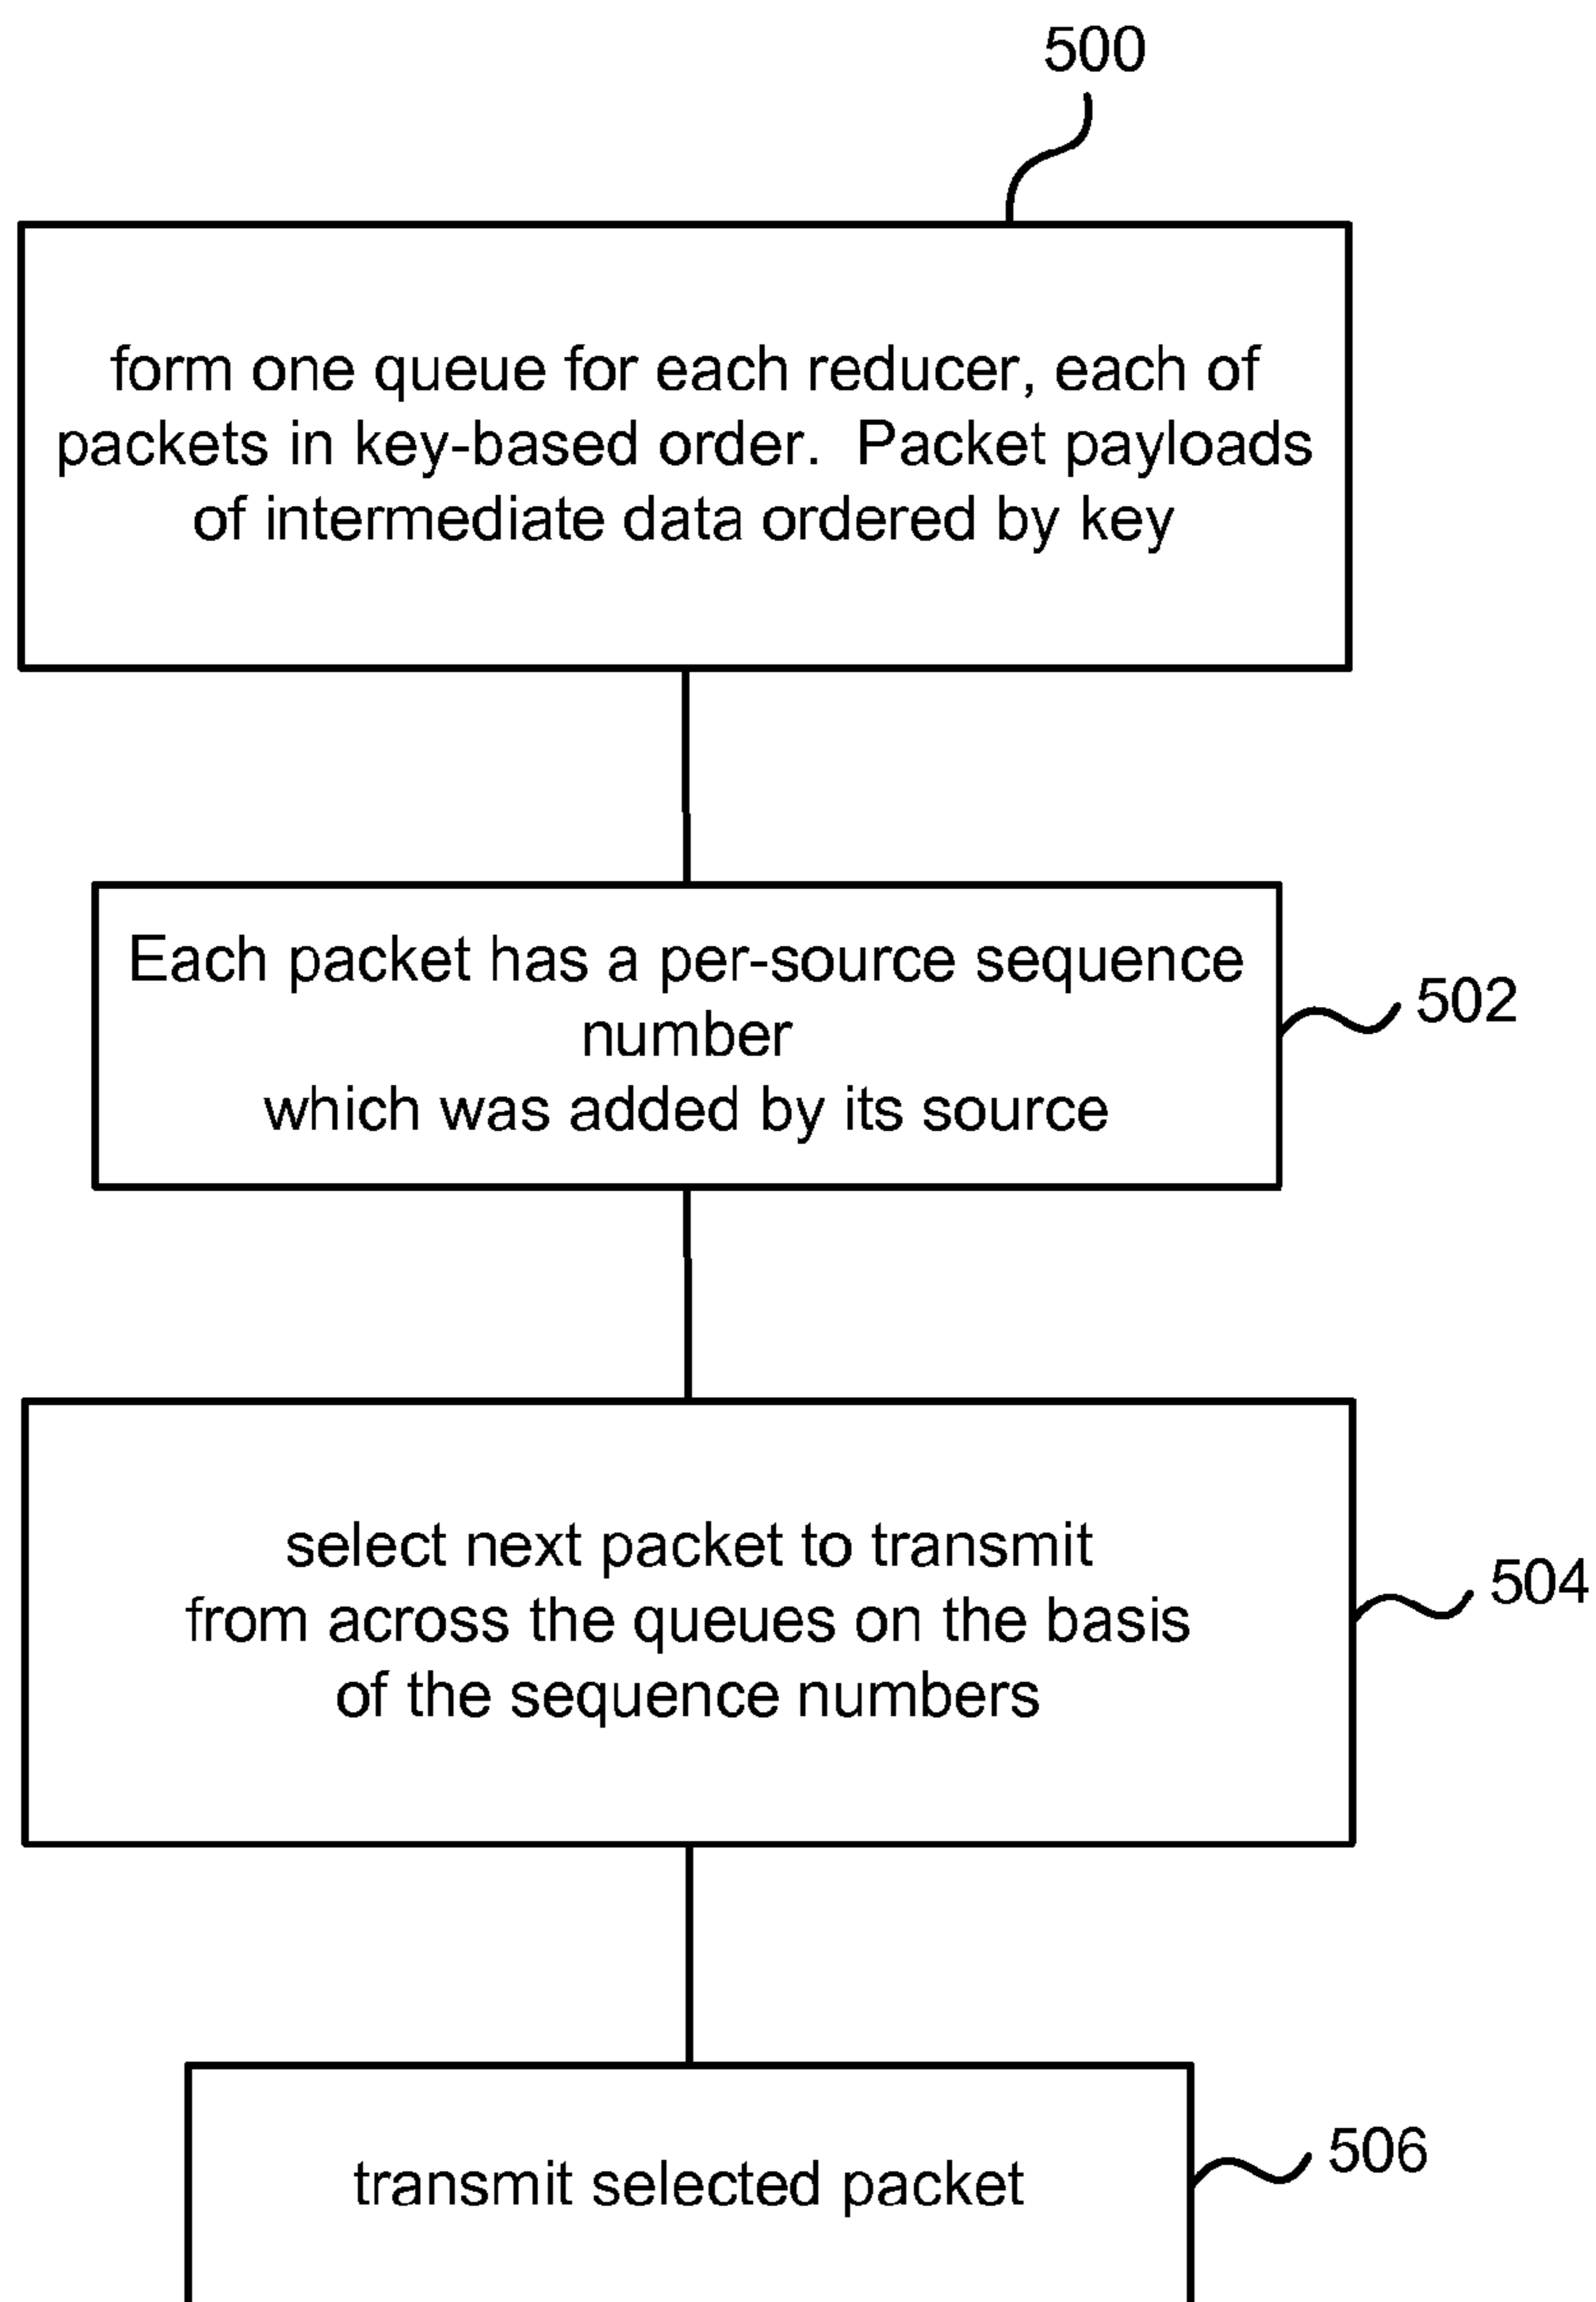 500
form one queue for each reducer, each of
packets in key-based order.  Packet payloads
of intermediate data ordered by key
Each packet has a per-source sequence
number
which was added by its source
502
select next packet to transmit
from across the queues on the basis
of the sequence numbers
504
transmit selected packet
506